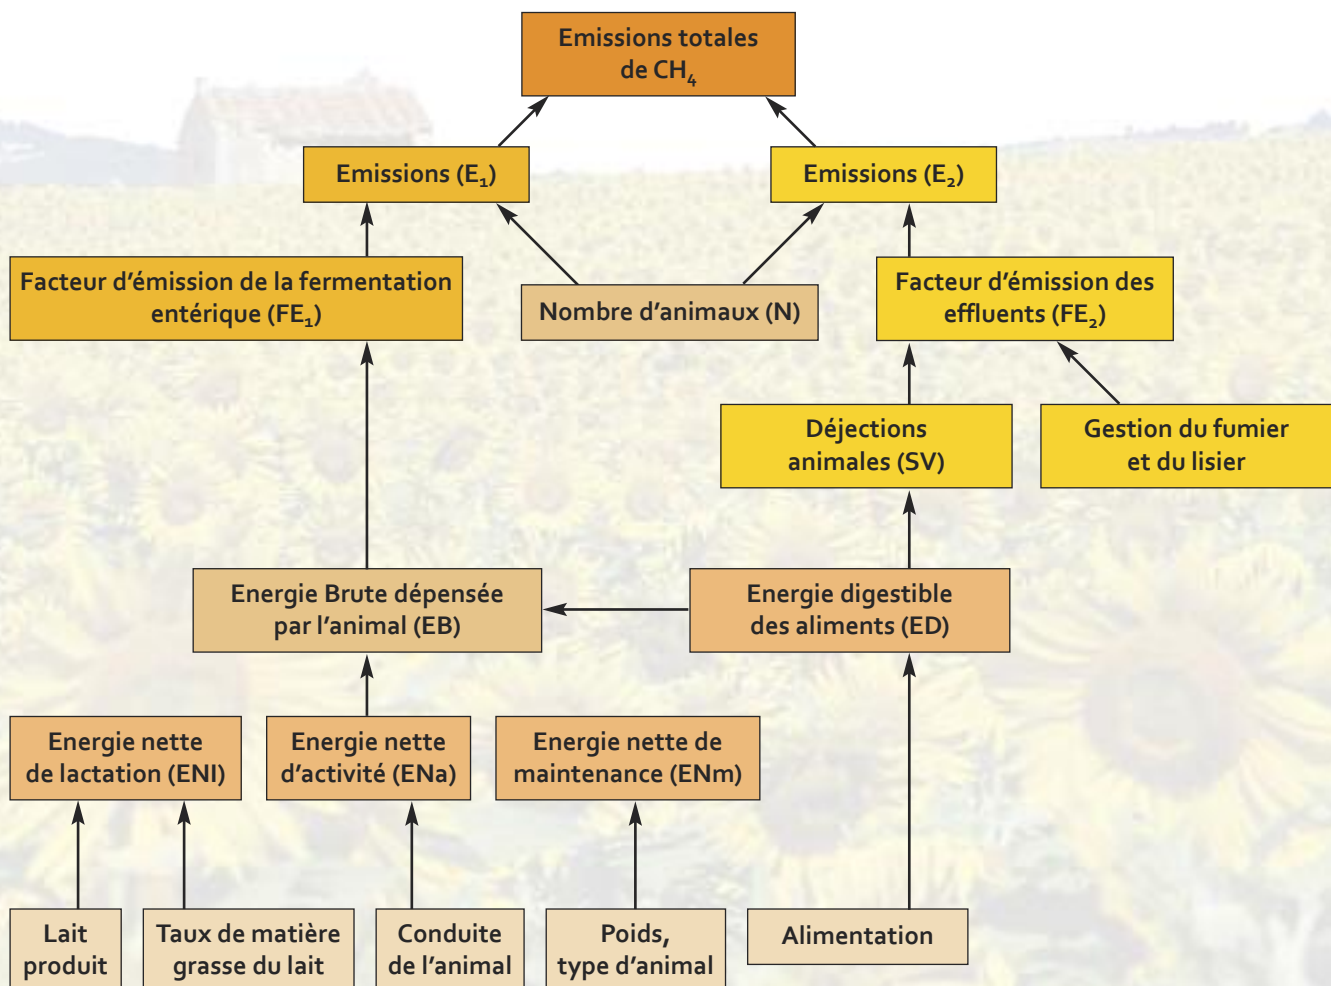 Emissions totales
de CH₄
Emissions (E₁)
Emissions (E₂)
Facteur d'émission de la fermentation
entérique (FE₁)
Nombre d'animaux (N)
Facteur d'émission des
effluents (FE₂)
Déjections
animales (SV)
Gestion du fumier
et du lisier
Energie Brute dépensée
par l'animal (EB)
Energie digestible
des aliments (ED)
Energie nette
de lactation (ENl)
Energie nette
d'activité (ENa)
Energie nette de
maintenance (ENm)
Lait
produit
Taux de matière
grasse du lait
Conduite
de l'animal
Poids,
type d'animal
Alimentation